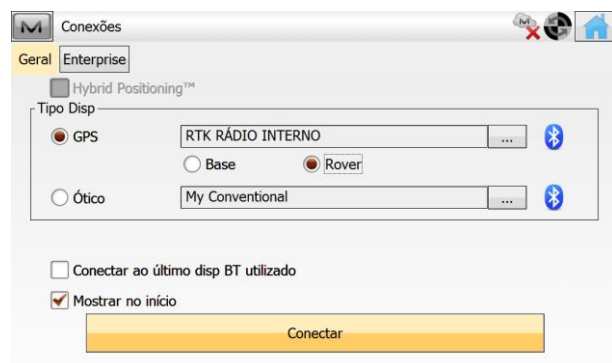 Conexões
Geral Enterprise
Hybrid Positioning™
Tipo Disp
GPS RTK RÁDIO INTERNO ...
Base Rover
Ótico My Conventional ...
Conectar ao último disp BT utilizado
Mostrar no início
Conectar